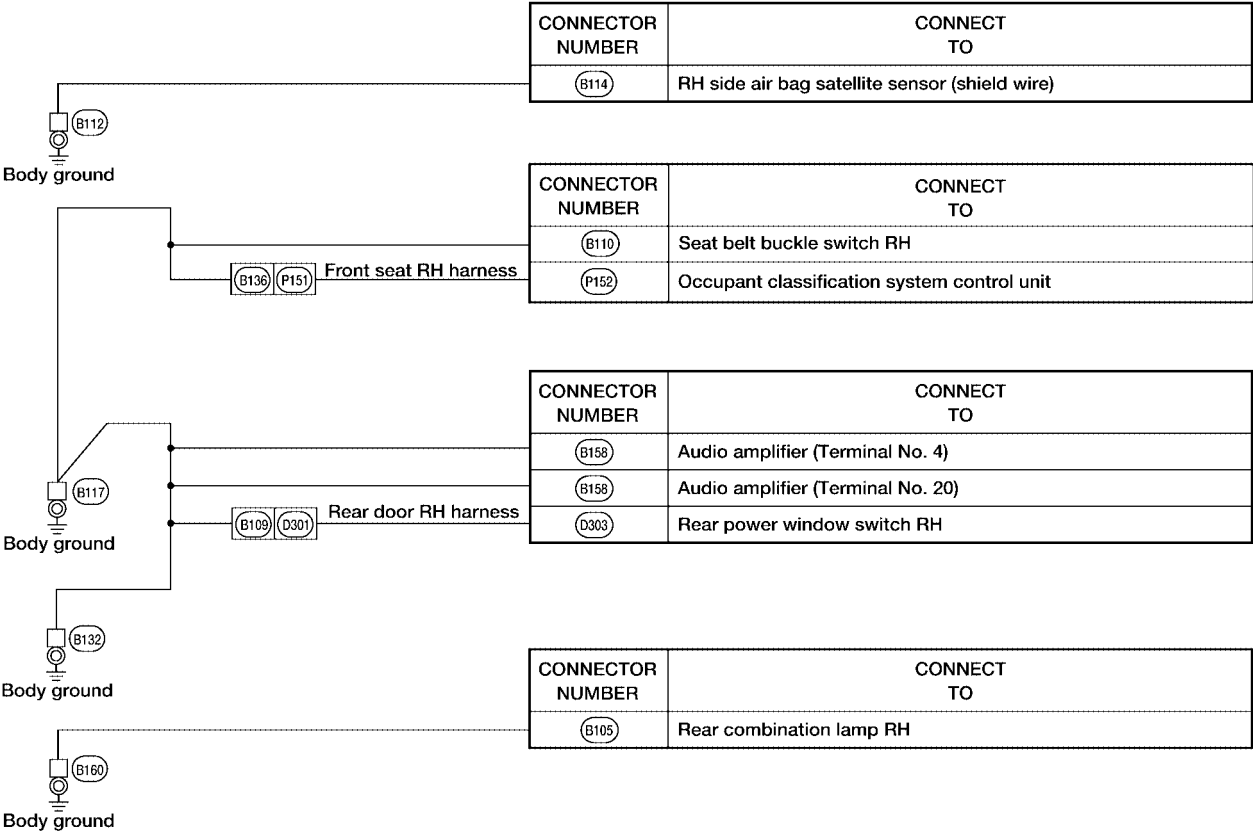 CONNECTOR NUMBER
CONNECT TO
B114
RH side air bag satellite sensor (shield wire)
B112
Body ground
CONNECTOR NUMBER
CONNECT TO
B110
Seat belt buckle switch RH
B136
P151
Front seat RH harness
P152
Occupant classification system control unit
CONNECTOR NUMBER
CONNECT TO
B158
Audio amplifier (Terminal No. 4)
B158
Audio amplifier (Terminal No. 20)
B117
Body ground
B109
D301
Rear door RH harness
D303
Rear power window switch RH
B132
Body ground
CONNECTOR NUMBER
CONNECT TO
B105
Rear combination lamp RH
B160
Body ground